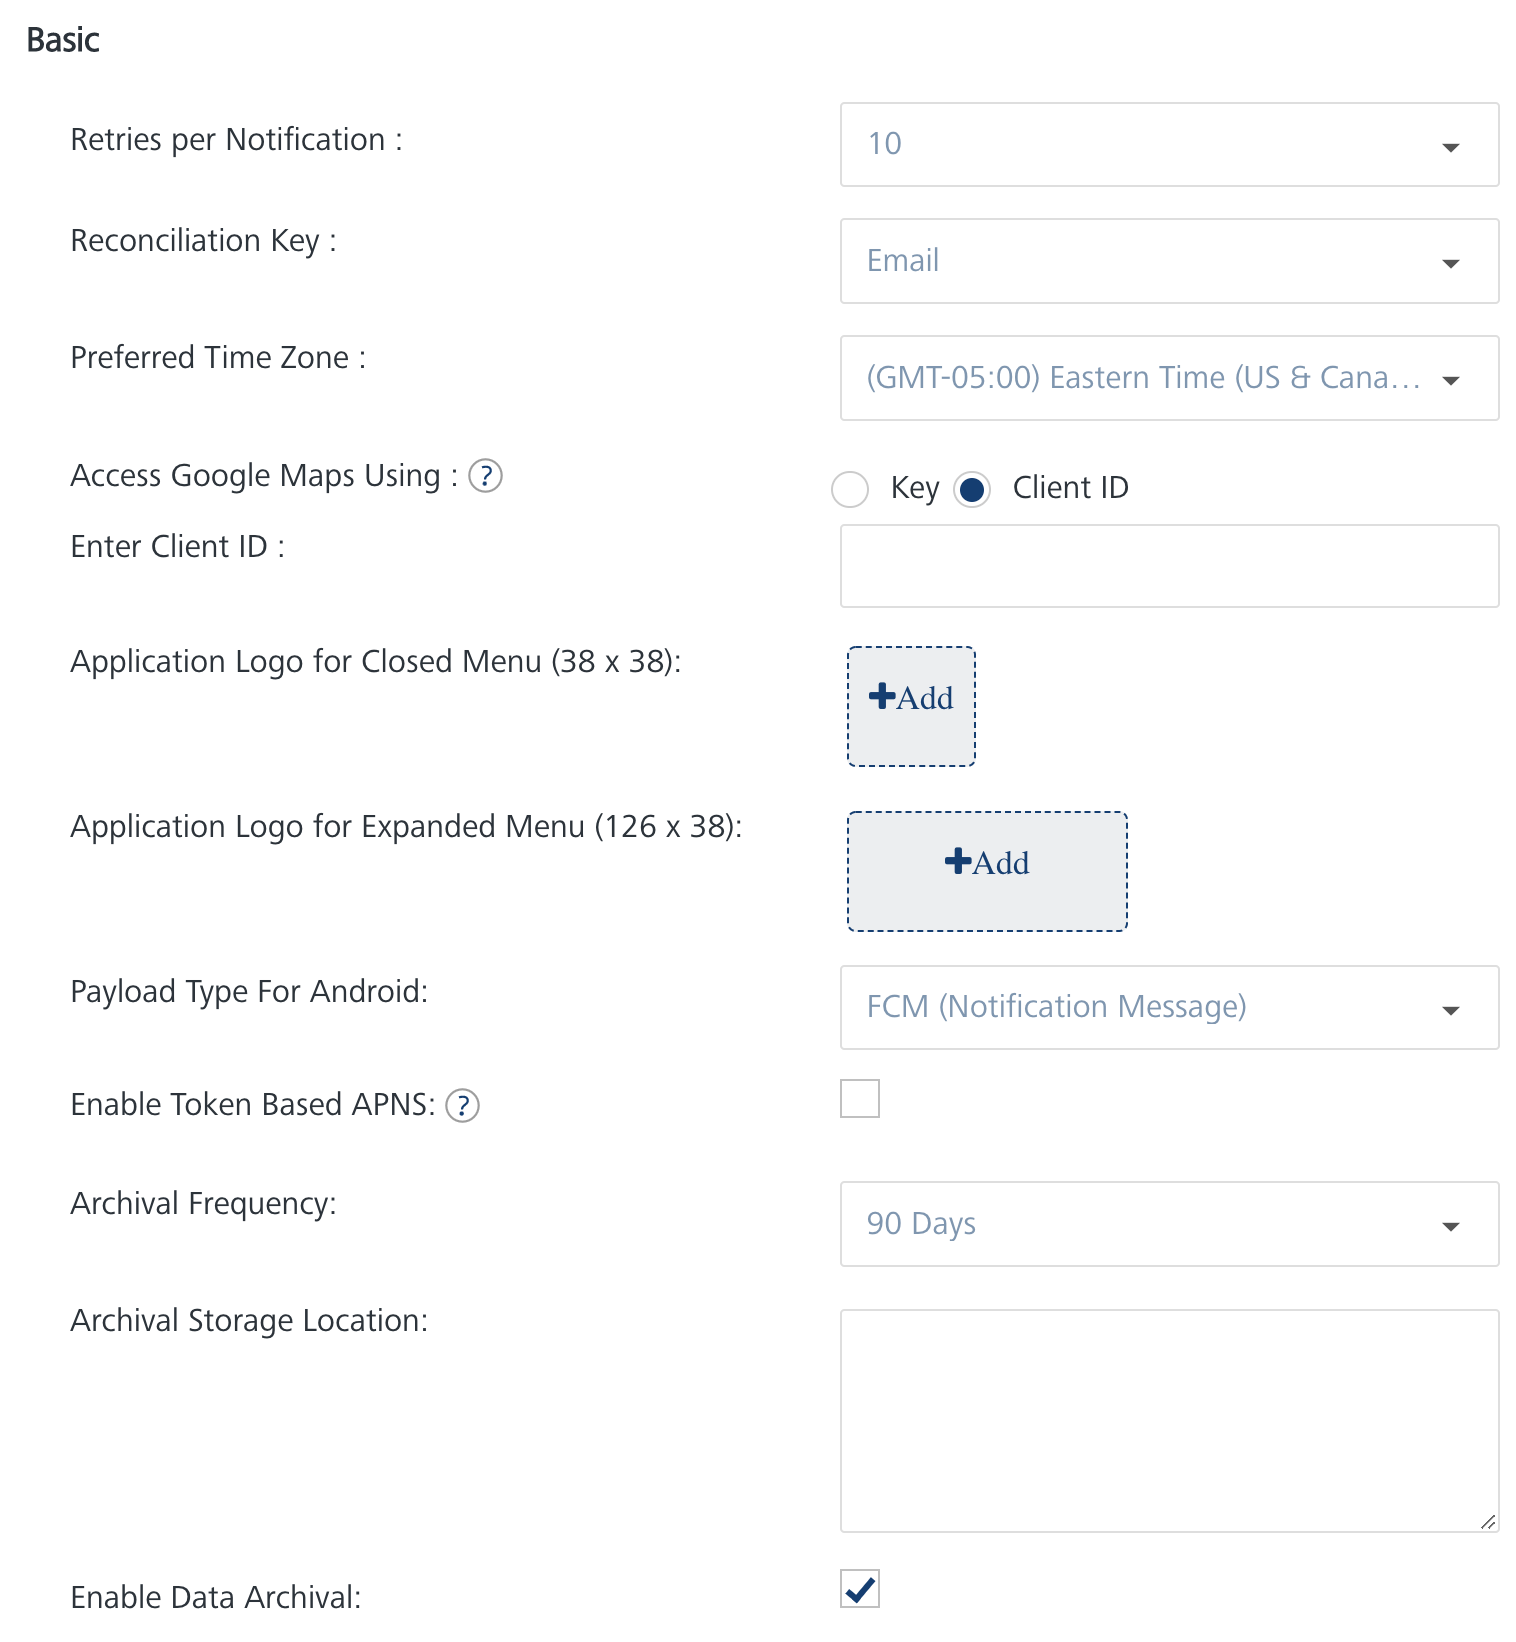 Basic
Retries per Notification :
10
Reconciliation Key :
Email
Preferred Time Zone :
(GMT-05:00) Eastern Time (US & Cana...
Access Google Maps Using : ?
Key Client ID
Enter Client ID :
Application Logo for Closed Menu (38 x 38):
Add
Application Logo for Expanded Menu (126 x 38):
Add
Payload Type For Android:
FCM (Notification Message)
Enable Token Based APNS: ?
Archival Frequency:
90 Days
Archival Storage Location:
Enable Data Archival: